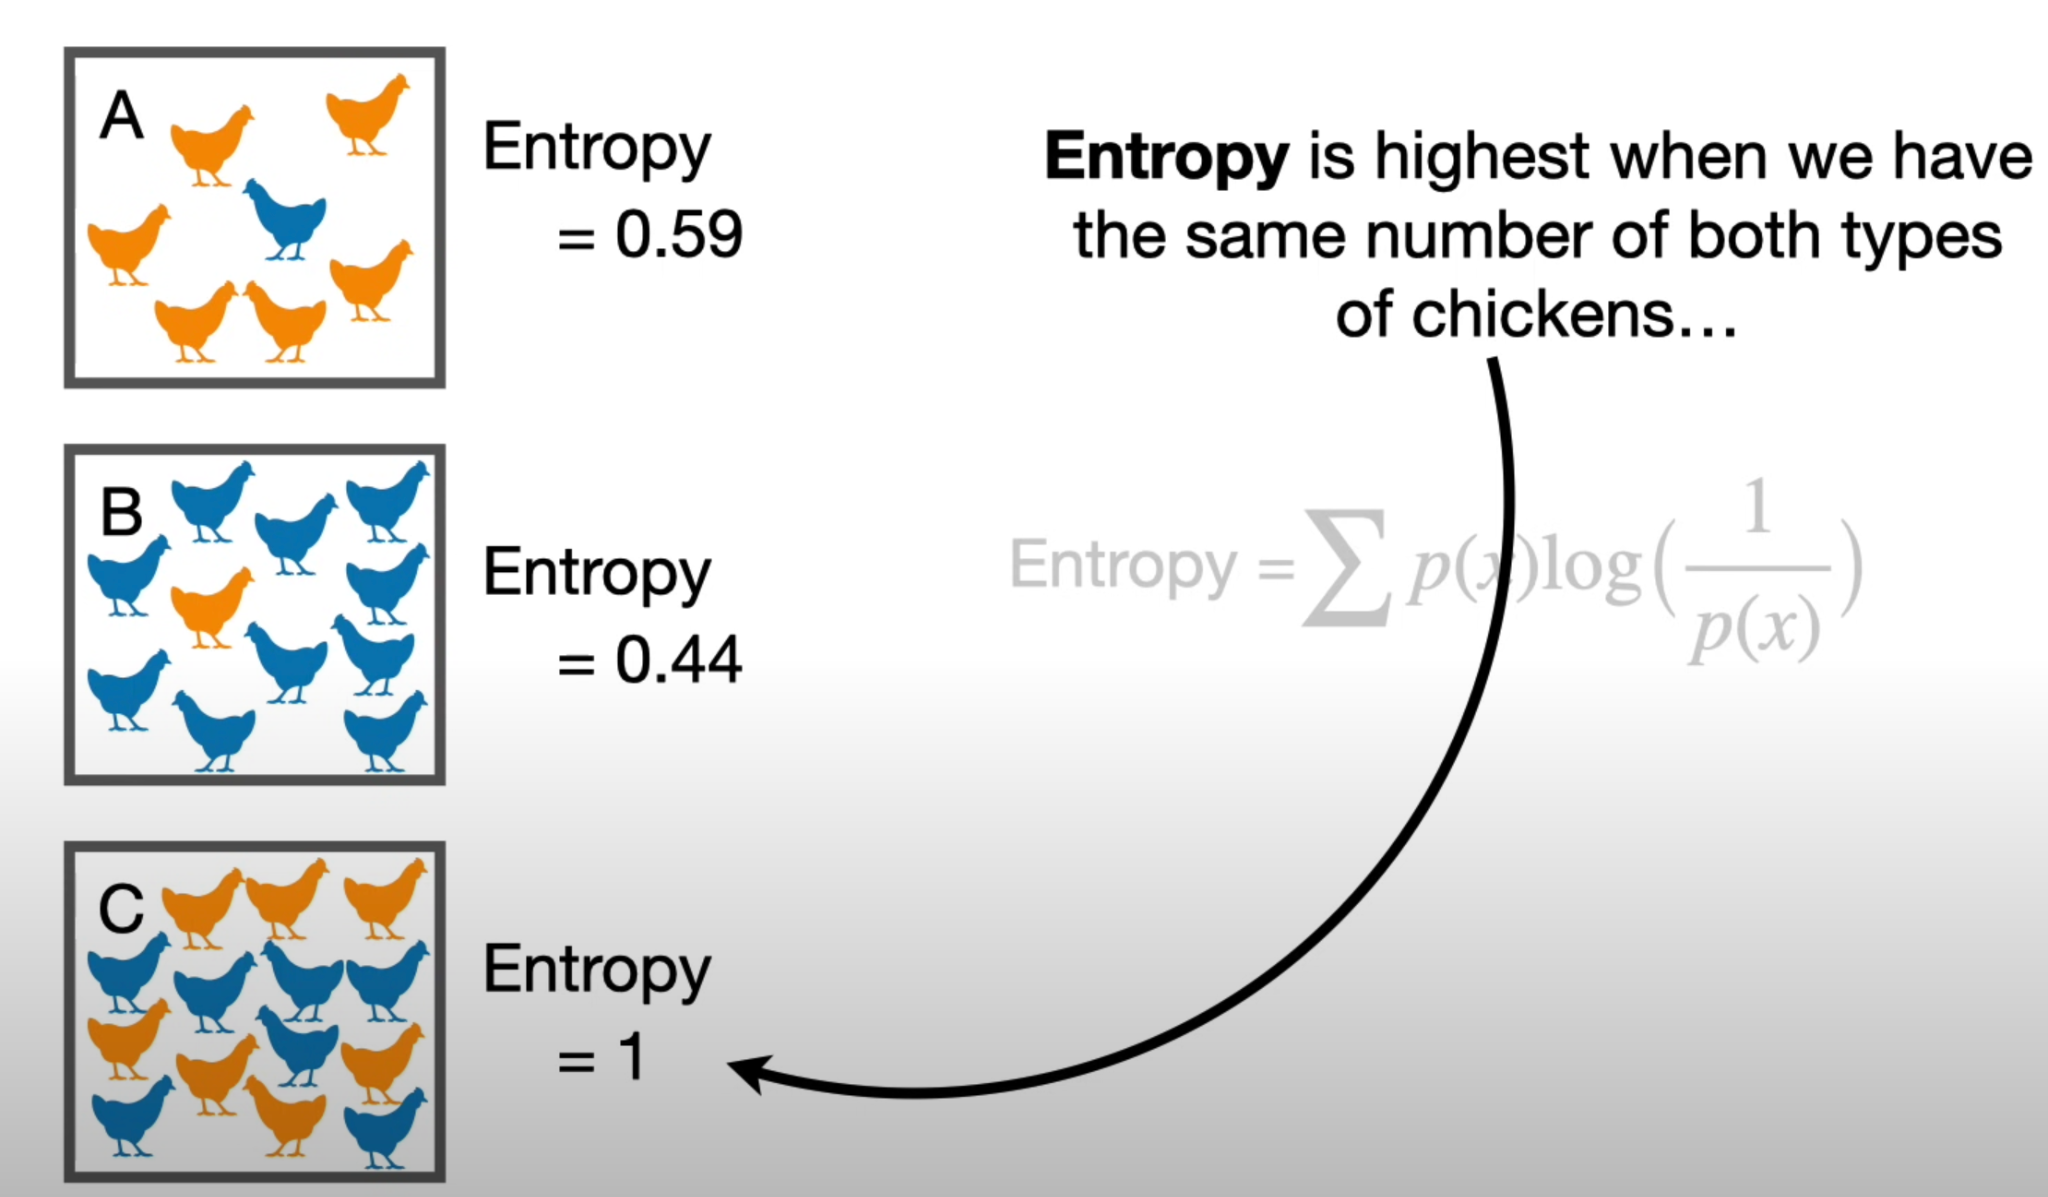 A
Entropy
= 0.59
B
Entropy
= 0.44
C
Entropy
= 1
Entropy is highest when we have
the same number of both types
of chickens…
Entropy = ∑ p(x)log(1/p(x))